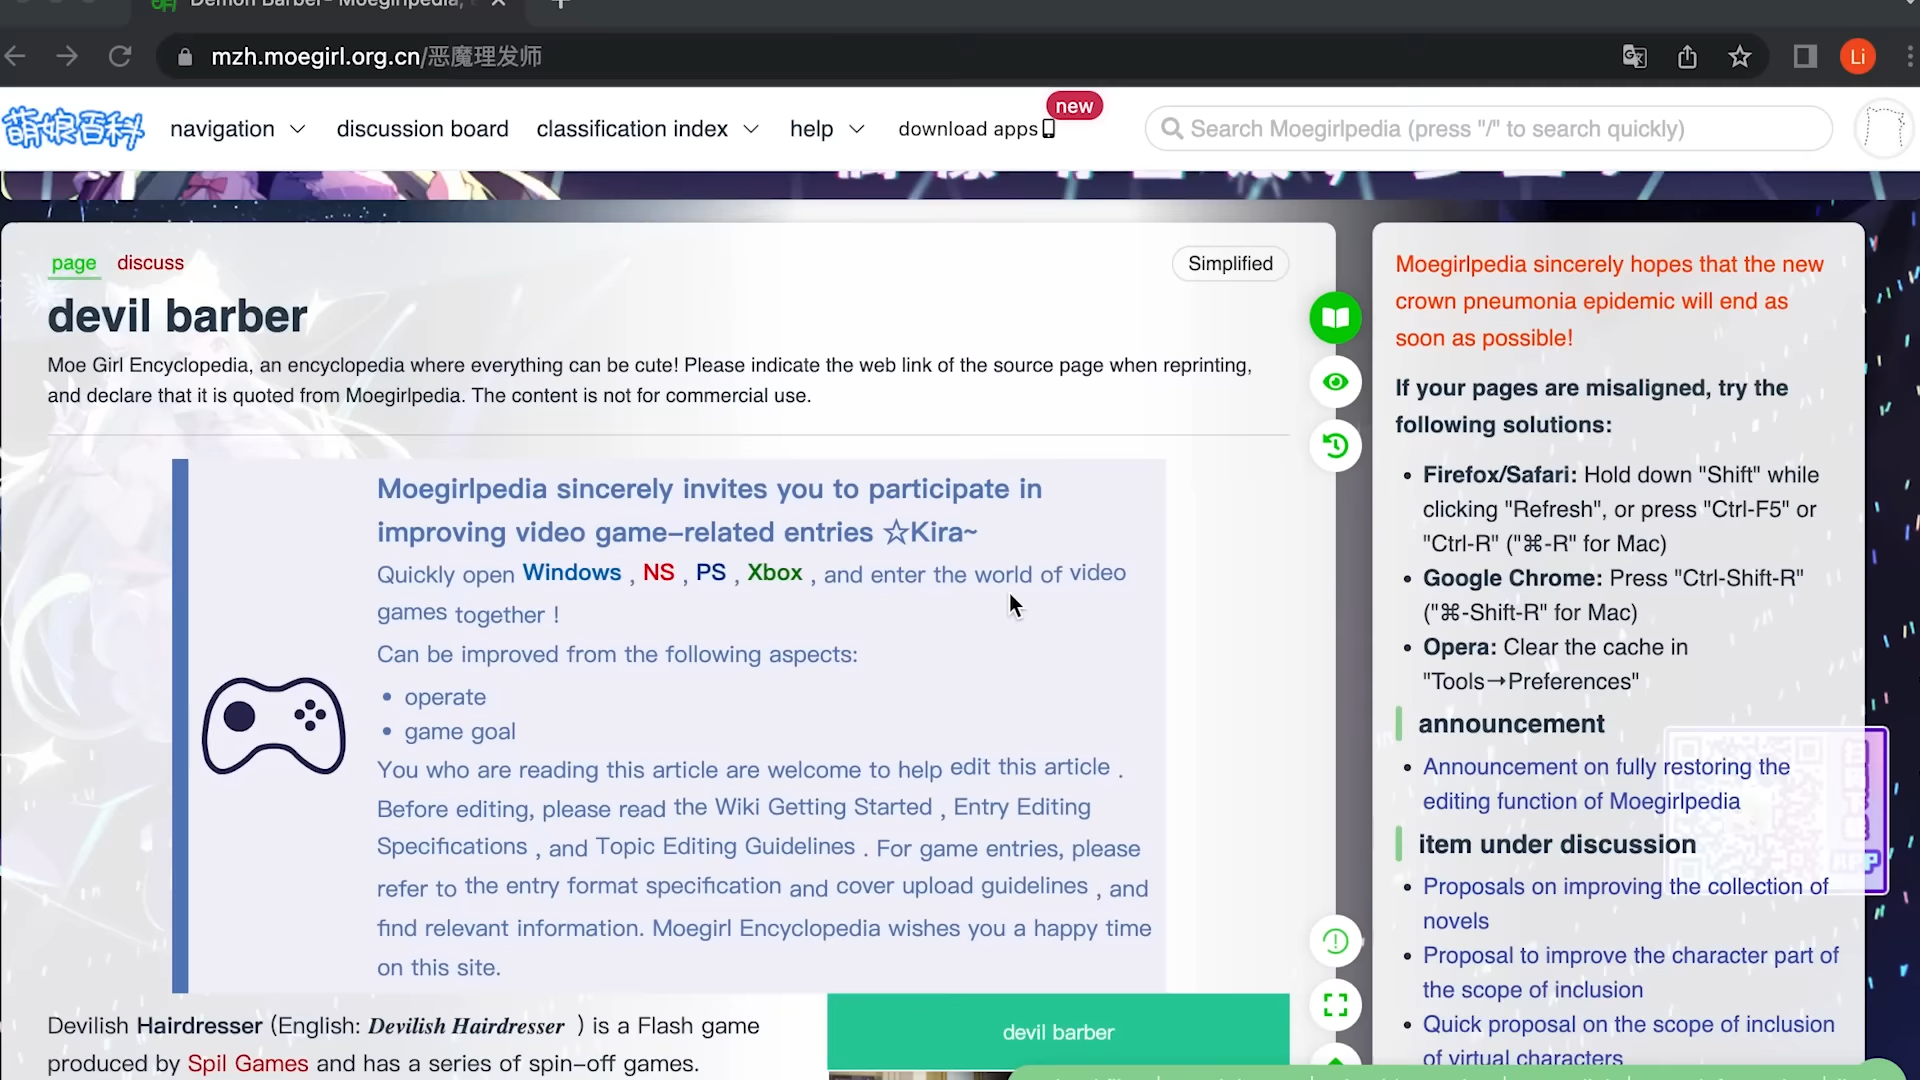 mzh.moegirl.org.cn/恶魔理发师
Li
萌娘百科
navigation
discussion board
classification index
help
download apps
new
Search Moegirlpedia (press "/" to search quickly)
page
discuss
Simplified
devil barber
Moe Girl Encyclopedia, an encyclopedia where everything can be cute! Please indicate the web link of the source page when reprinting,
and declare that it is quoted from Moegirlpedia. The content is not for commercial use.
Moegirlpedia sincerely invites you to participate in
improving video game–related entries ☆Kira~
Quickly open Windows , NS , PS , Xbox , and enter the world of video
games together !
Can be improved from the following aspects:
• operate
• game goal
You who are reading this article are welcome to help edit this article .
Before editing, please read the Wiki Getting Started , Entry Editing
Specifications , and Topic Editing Guidelines . For game entries, please
refer to the entry format specification and cover upload guidelines , and
find relevant information. Moegirl Encyclopedia wishes you a happy time
on this site.
Devilish Hairdresser (English: Devilish Hairdresser ) is a Flash game
produced by Spil Games and has a series of spin–off games.
devil barber
Moegirlpedia sincerely hopes that the new
crown pneumonia epidemic will end as
soon as possible!
If your pages are misaligned, try the
following solutions:
• Firefox/Safari: Hold down "Shift" while
clicking "Refresh", or press "Ctrl-F5" or
"Ctrl-R" ("⌘-R" for Mac)
• Google Chrome: Press "Ctrl-Shift-R"
("⌘-Shift-R" for Mac)
• Opera: Clear the cache in
"Tools→Preferences"
announcement
• Announcement on fully restoring the
editing function of Moegirlpedia
item under discussion
• Proposals on improving the collection of
novels
• Proposal to improve the character part of
the scope of inclusion
• Quick proposal on the scope of inclusion
of virtual characters
APP